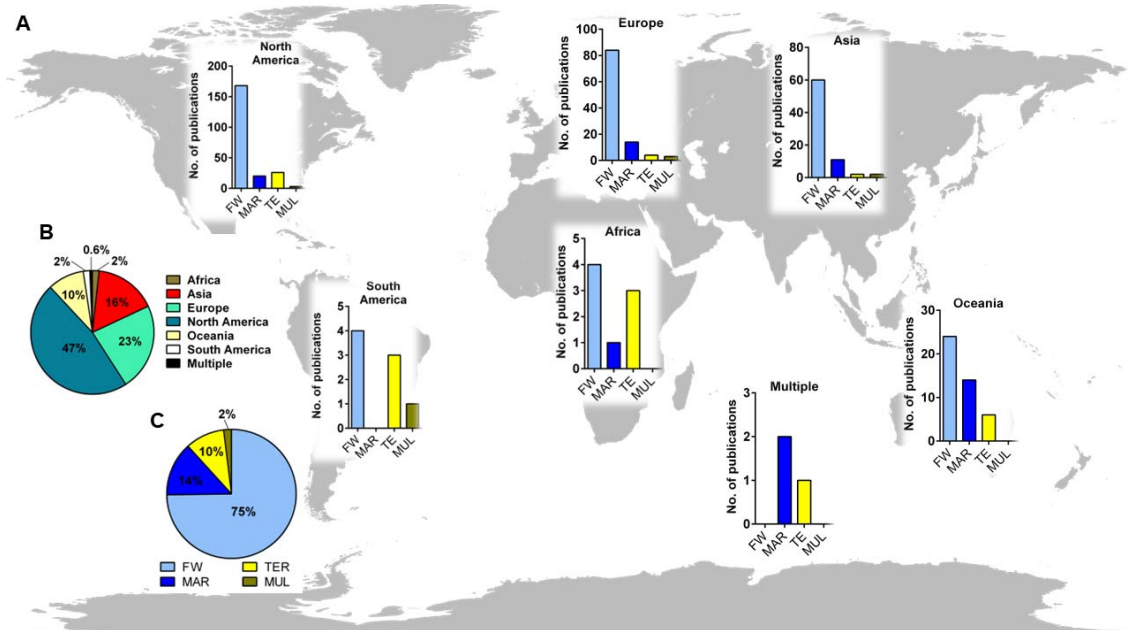 A
North
America
No. of publications
200
150
100
50
0
FW
MAR
TE
MUL
Europe
No. of publications
100
80
60
40
20
0
FW
MAR
TE
MUL
Asia
No. of publications
80
60
40
20
0
FW
MAR
TE
MUL
B
0.6%
2%
2%
10%
16%
47%
23%
Africa
Asia
Europe
North America
Oceania
South America
Multiple
South
America
No. of publications
5
4
3
2
1
0
FW
MAR
TE
MUL
Africa
No. of publications
5
4
3
2
1
0
FW
MAR
TE
MUL
Oceania
No. of publications
30
20
10
0
FW
MAR
TE
MUL
Multiple
No. of publications
3
2
1
0
FW
MAR
TE
MUL
C
2%
10%
14%
75%
FW
TER
MAR
MUL